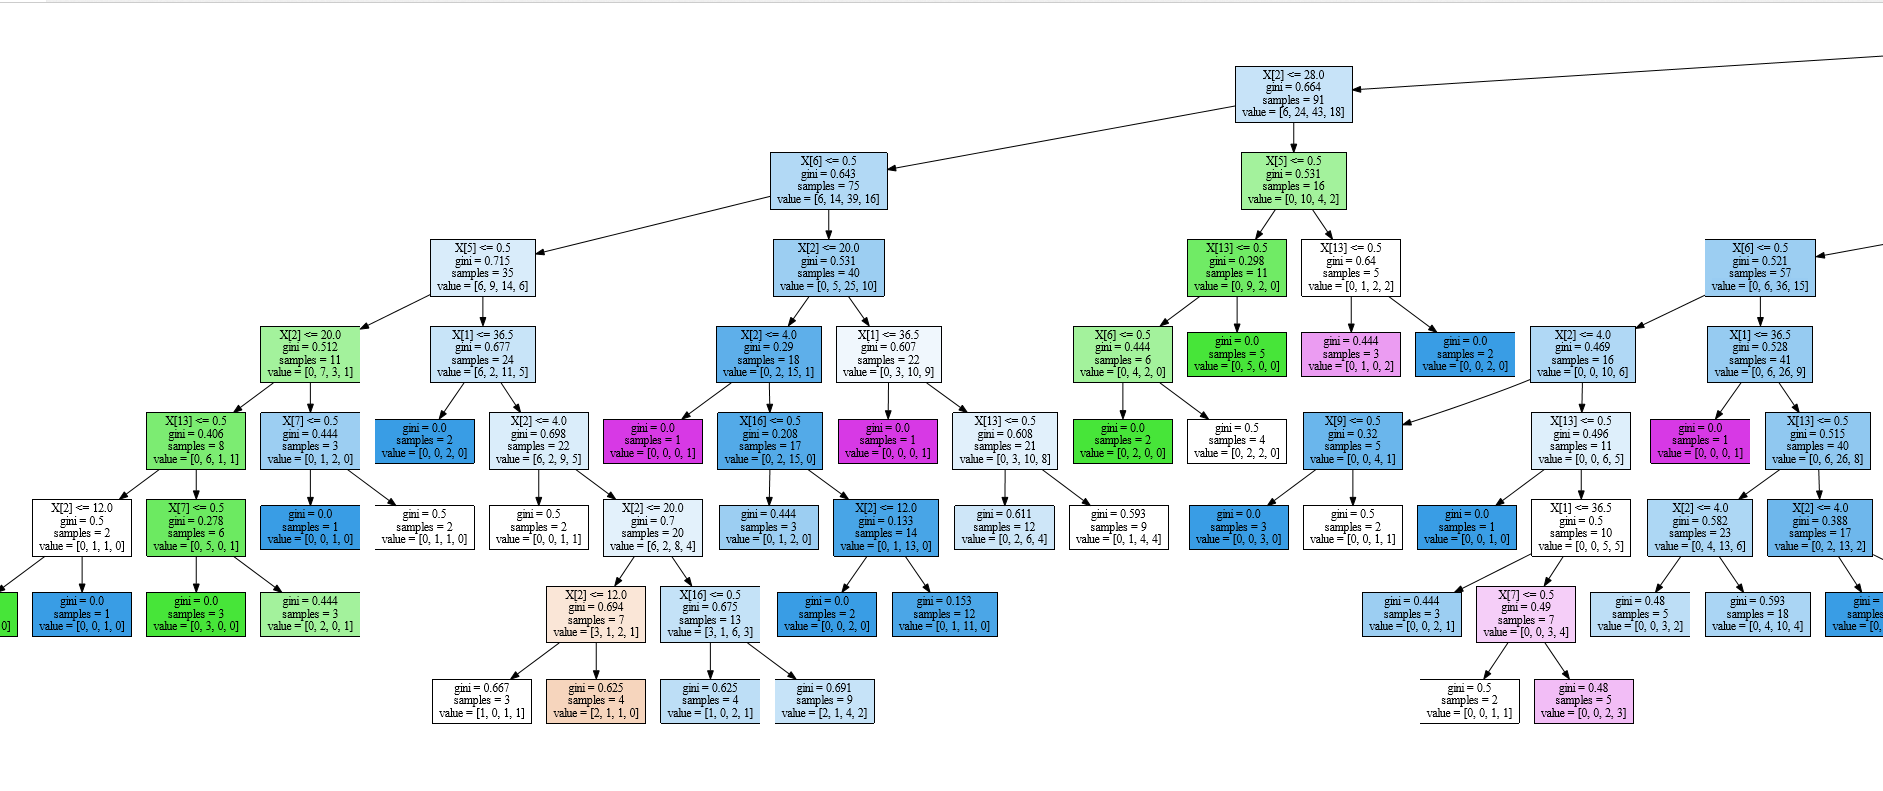 X[2] <= 28.0
gini = 0.664
samples = 91
value = [6, 24, 43, 18]
X[6] <= 0.5
gini = 0.643
samples = 75
value = [6, 14, 39, 16]
X[5] <= 0.5
gini = 0.531
samples = 16
value = [0, 10, 4, 2]
X[5] <= 0.5
gini = 0.715
samples = 35
value = [6, 9, 14, 6]
X[2] <= 20.0
gini = 0.531
samples = 40
value = [0, 5, 25, 10]
X[13] <= 0.5
gini = 0.298
samples = 11
value = [0, 9, 2, 0]
X[13] <= 0.5
gini = 0.64
samples = 5
value = [0, 1, 2, 2]
X[6] <= 0.5
gini = 0.521
samples = 57
value = [0, 6, 36, 15]
X[2] <= 20.0
gini = 0.512
samples = 11
value = [0, 7, 3, 1]
X[1] <= 36.5
gini = 0.677
samples = 24
value = [6, 2, 11, 5]
X[2] <= 4.0
gini = 0.29
samples = 18
value = [0, 2, 15, 1]
X[1] <= 36.5
gini = 0.607
samples = 22
value = [0, 3, 10, 9]
X[6] <= 0.5
gini = 0.444
samples = 6
value = [0, 4, 2, 0]
gini = 0.0
samples = 5
value = [0, 5, 0, 0]
gini = 0.444
samples = 3
value = [0, 1, 0, 2]
gini = 0.0
samples = 2
value = [0, 0, 2, 0]
X[2] <= 4.0
gini = 0.469
samples = 16
value = [0, 0, 10, 6]
X[1] <= 36.5
gini = 0.528
samples = 41
value = [0, 6, 26, 9]
X[13] <= 0.5
gini = 0.406
samples = 8
value = [0, 6, 1, 1]
X[7] <= 0.5
gini = 0.444
samples = 3
value = [0, 1, 2, 0]
gini = 0.0
samples = 2
value = [0, 0, 2, 0]
X[2] <= 4.0
gini = 0.698
samples = 22
value = [6, 2, 9, 5]
gini = 0.0
samples = 1
value = [0, 0, 0, 1]
X[16] <= 0.5
gini = 0.208
samples = 17
value = [0, 2, 15, 0]
gini = 0.0
samples = 1
value = [0, 0, 0, 1]
X[13] <= 0.5
gini = 0.608
samples = 21
value = [0, 3, 10, 8]
gini = 0.0
samples = 2
value = [0, 2, 0, 0]
gini = 0.5
samples = 4
value = [0, 2, 2, 0]
X[9] <= 0.5
gini = 0.32
samples = 5
value = [0, 0, 4, 1]
X[13] <= 0.5
gini = 0.496
samples = 11
value = [0, 0, 6, 5]
gini = 0.0
samples = 1
value = [0, 0, 0, 1]
X[13] <= 0.5
gini = 0.515
samples = 40
value = [0, 6, 26, 8]
X[2] <= 12.0
gini = 0.5
samples = 2
value = [0, 1, 1, 0]
X[7] <= 0.5
gini = 0.278
samples = 6
value = [0, 5, 0, 1]
gini = 0.0
samples = 1
value = [0, 0, 1, 0]
gini = 0.5
samples = 2
value = [0, 1, 1, 0]
gini = 0.5
samples = 2
value = [0, 0, 1, 1]
X[2] <= 20.0
gini = 0.7
samples = 20
value = [6, 2, 8, 4]
gini = 0.444
samples = 3
value = [0, 1, 2, 0]
X[2] <= 12.0
gini = 0.133
samples = 14
value = [0, 1, 13, 0]
gini = 0.611
samples = 12
value = [0, 2, 6, 4]
gini = 0.593
samples = 9
value = [0, 1, 4, 4]
gini = 0.0
samples = 3
value = [0, 0, 3, 0]
gini = 0.5
samples = 2
value = [0, 0, 1, 1]
gini = 0.0
samples = 1
value = [0, 0, 1, 0]
X[1] <= 36.5
gini = 0.5
samples = 10
value = [0, 0, 5, 5]
X[2] <= 4.0
gini = 0.582
samples = 23
value = [0, 4, 13, 6]
X[2] <= 4.0
gini = 0.388
samples = 17
value = [0, 2, 13, 2]
0]
gini = 0.0
samples = 1
value = [0, 0, 1, 0]
gini = 0.0
samples = 3
value = [0, 3, 0, 0]
gini = 0.444
samples = 3
value = [0, 2, 0, 1]
X[2] <= 12.0
gini = 0.694
samples = 7
value = [3, 1, 2, 1]
X[16] <= 0.5
gini = 0.675
samples = 13
value = [3, 1, 6, 3]
gini = 0.0
samples = 2
value = [0, 0, 2, 0]
gini = 0.153
samples = 12
value = [0, 1, 11, 0]
gini = 0.444
samples = 3
value = [0, 0, 2, 1]
X[7] <= 0.5
gini = 0.49
samples = 7
value = [0, 0, 3, 4]
gini = 0.48
samples = 5
value = [0, 0, 3, 2]
gini = 0.593
samples = 18
value = [0, 4, 10, 4]
gini =
samples
value = [0,
gini = 0.667
samples = 3
value = [1, 0, 1, 1]
gini = 0.625
samples = 4
value = [2, 1, 1, 0]
gini = 0.625
samples = 4
value = [1, 0, 2, 1]
gini = 0.691
samples = 9
value = [2, 1, 4, 2]
gini = 0.5
samples = 2
value = [0, 0, 1, 1]
gini = 0.48
samples = 5
value = [0, 0, 2, 3]